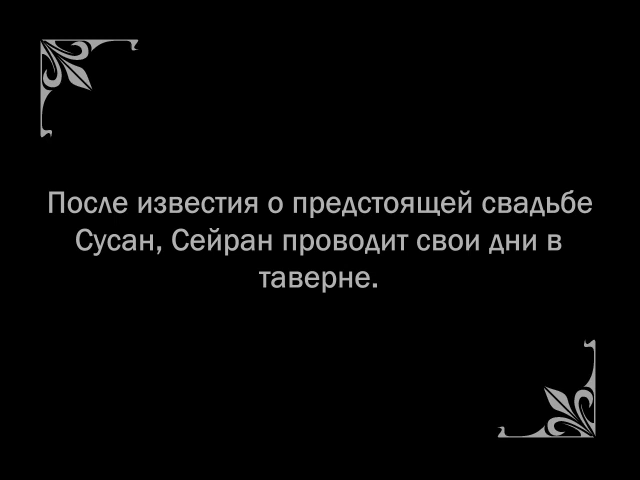 После известия о предстоящей свадьбе
Сусан, Сейран проводит свои дни в
таверне.